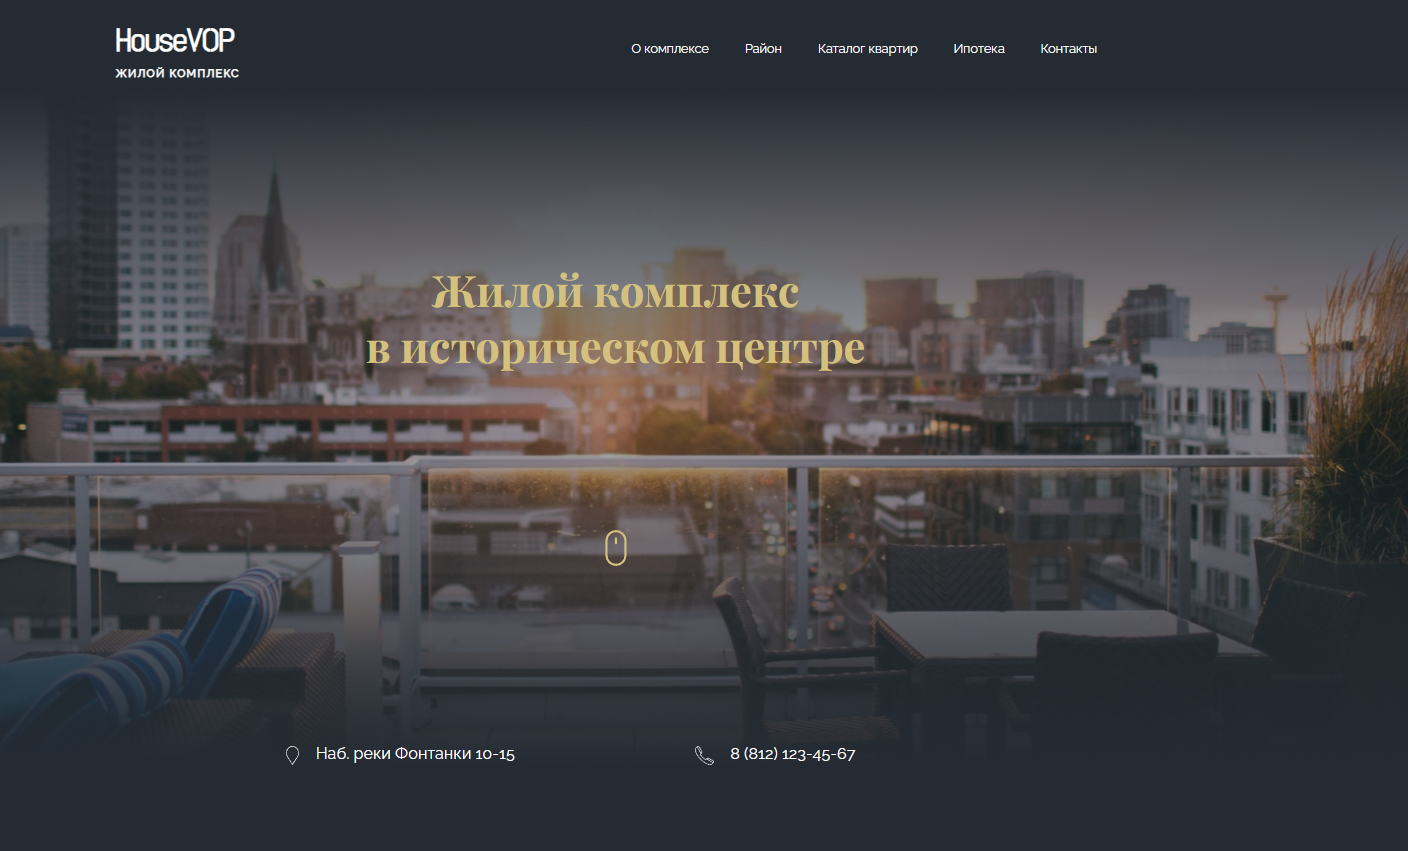 HouseVOP
ЖИЛОЙ КОМПЛЕКС
О комплексе
Район
Каталог квартир
Ипотека
Контакты
Жилой комплекс
в историческом центре
Наб. реки Фонтанки 10-15
8 (812) 123-45-67